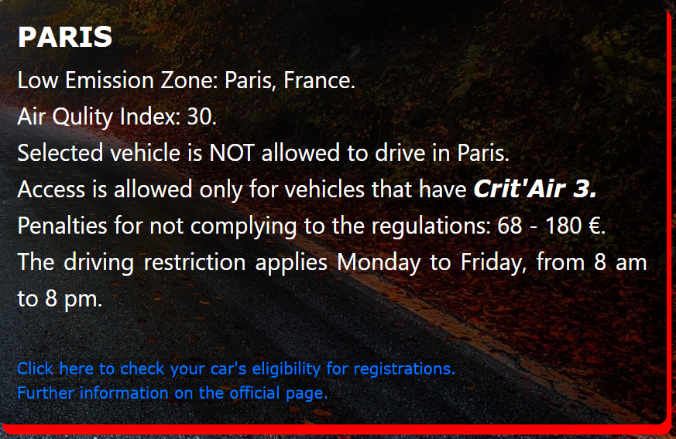 PARIS
Low Emission Zone: Paris, France.
Air Qulity Index: 30.
Selected vehicle is NOT allowed to drive in Paris.
Access is allowed only for vehicles that have Crit'Air 3.
Penalties for not complying to the regulations: 68 - 180 €.
The driving restriction applies Monday to Friday, from 8 am
to 8 pm.
Click here to check your car's eligibility for registrations.
Further information on the official page.